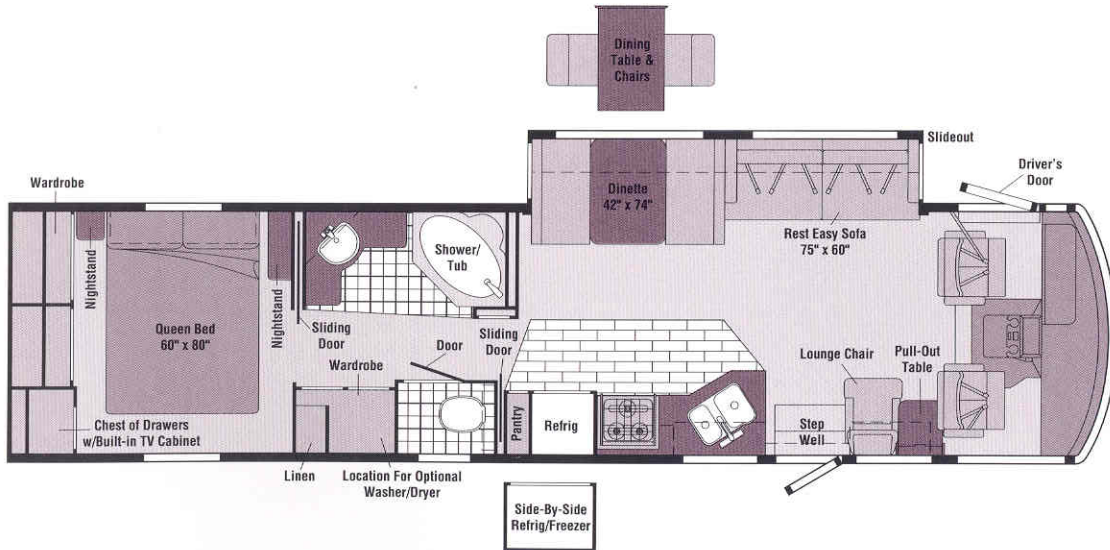 Dining
Table &
Chairs
Slideout
Driver's
Door
Wardrobe
Dinette
42" x 74"
Rest Easy Sofa
75" x 60"
Shower/
Tub
Nightstand
Nightstand
Queen Bed
60" x 80"
Sliding
Door
Wardrobe
Door
Sliding
Door
Lounge Chair
Pull-Out
Table
Chest of Drawers
w/Built-in TV Cabinet
Pantry
Refrig
Step
Well
Linen
Location For Optional
Washer/Dryer
Side-By-Side
Refrig/Freezer